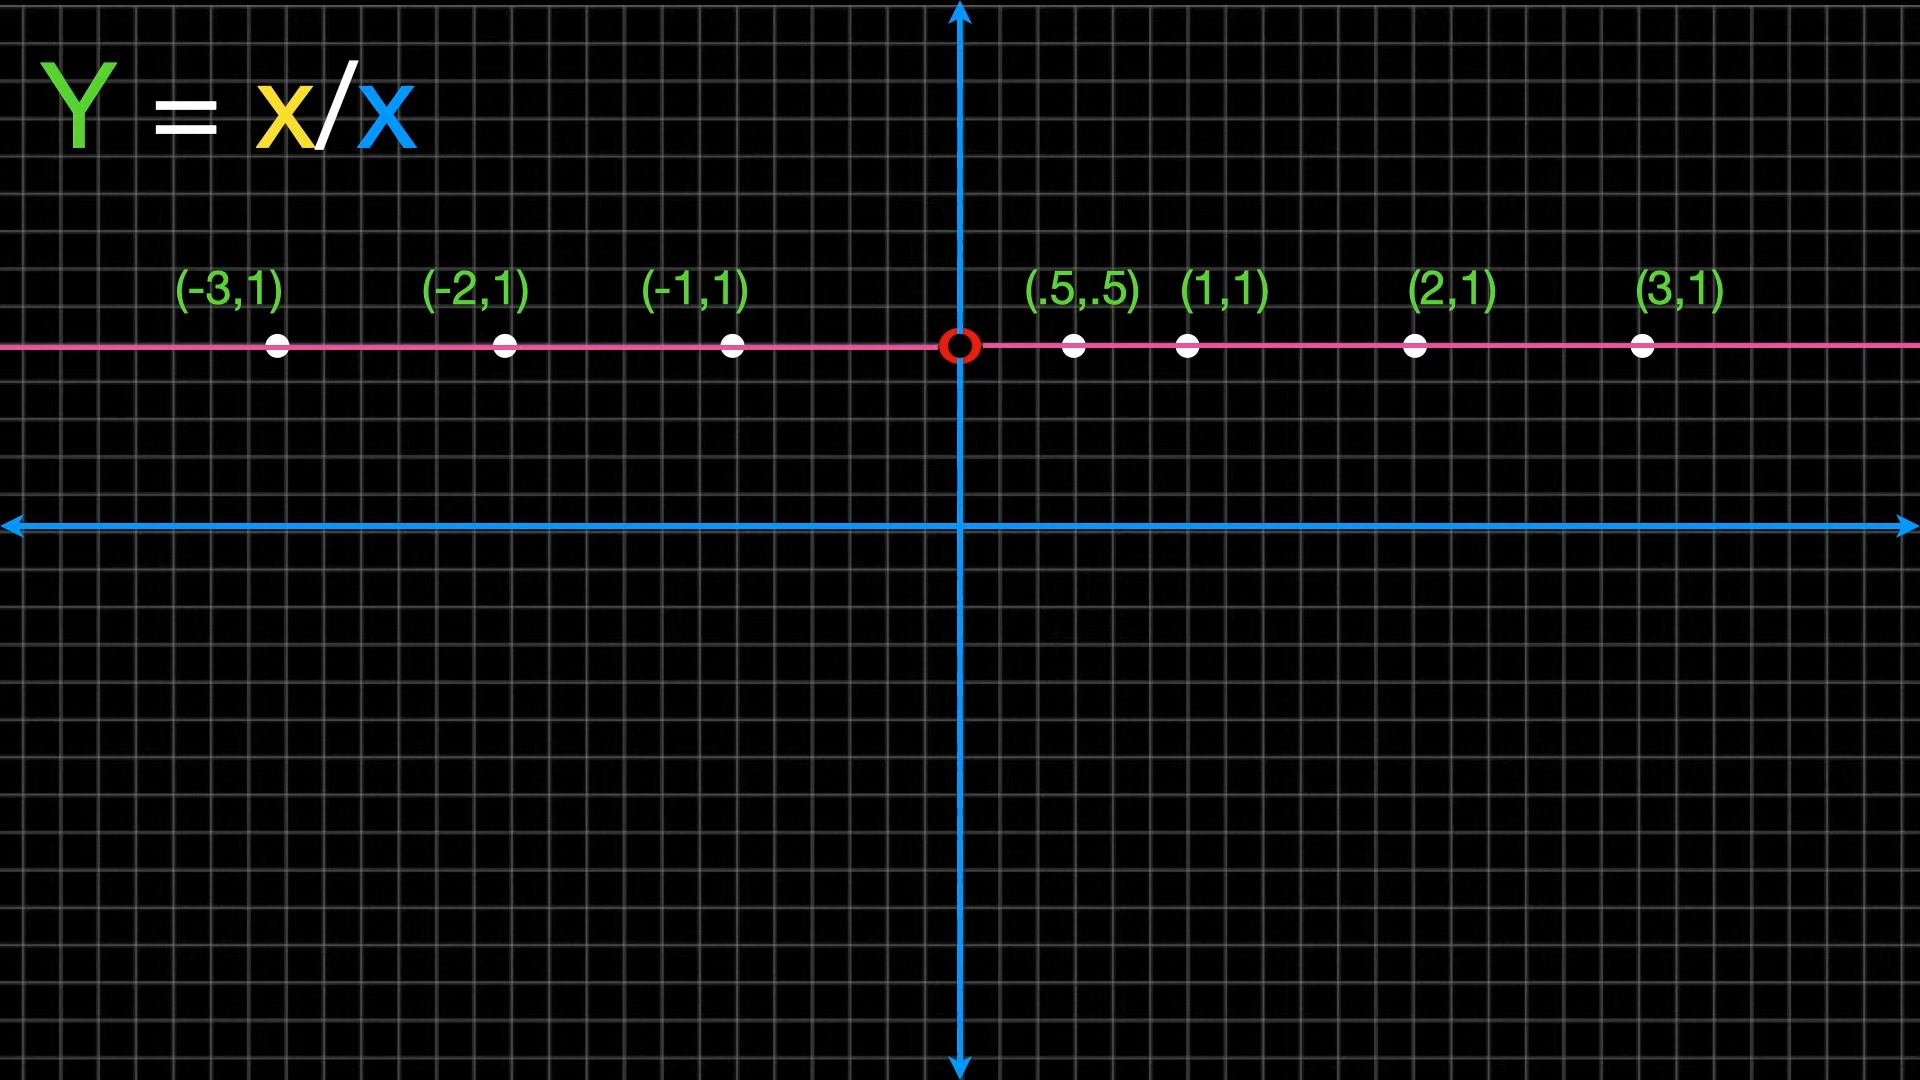 Y = x/x
(-3,1) (-2,1) (-1,1) (.5,.5) (1,1) (2,1) (3,1)